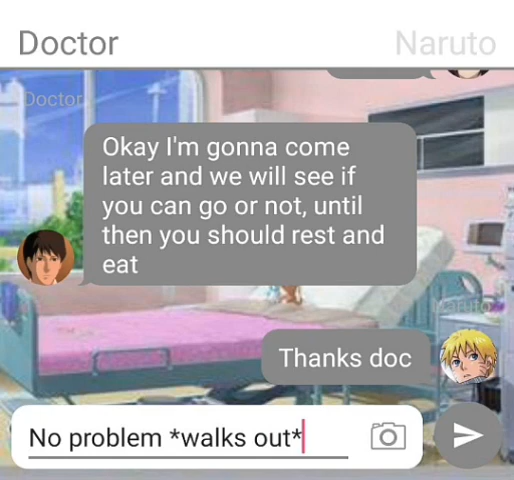 Doctor
Naruto
Doctor
Okay I'm gonna come
later and we will see if
you can go or not, until
then you should rest and
eat
Naruto
Thanks doc
No problem *walks out*